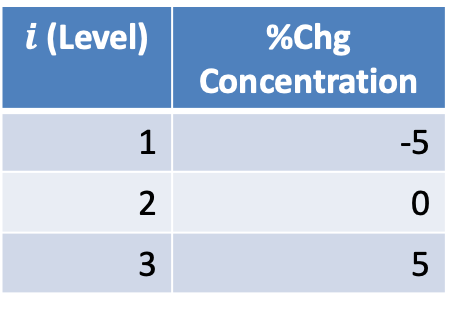 i (Level) %Chg
Concentration
1 -5
2 0
3 5